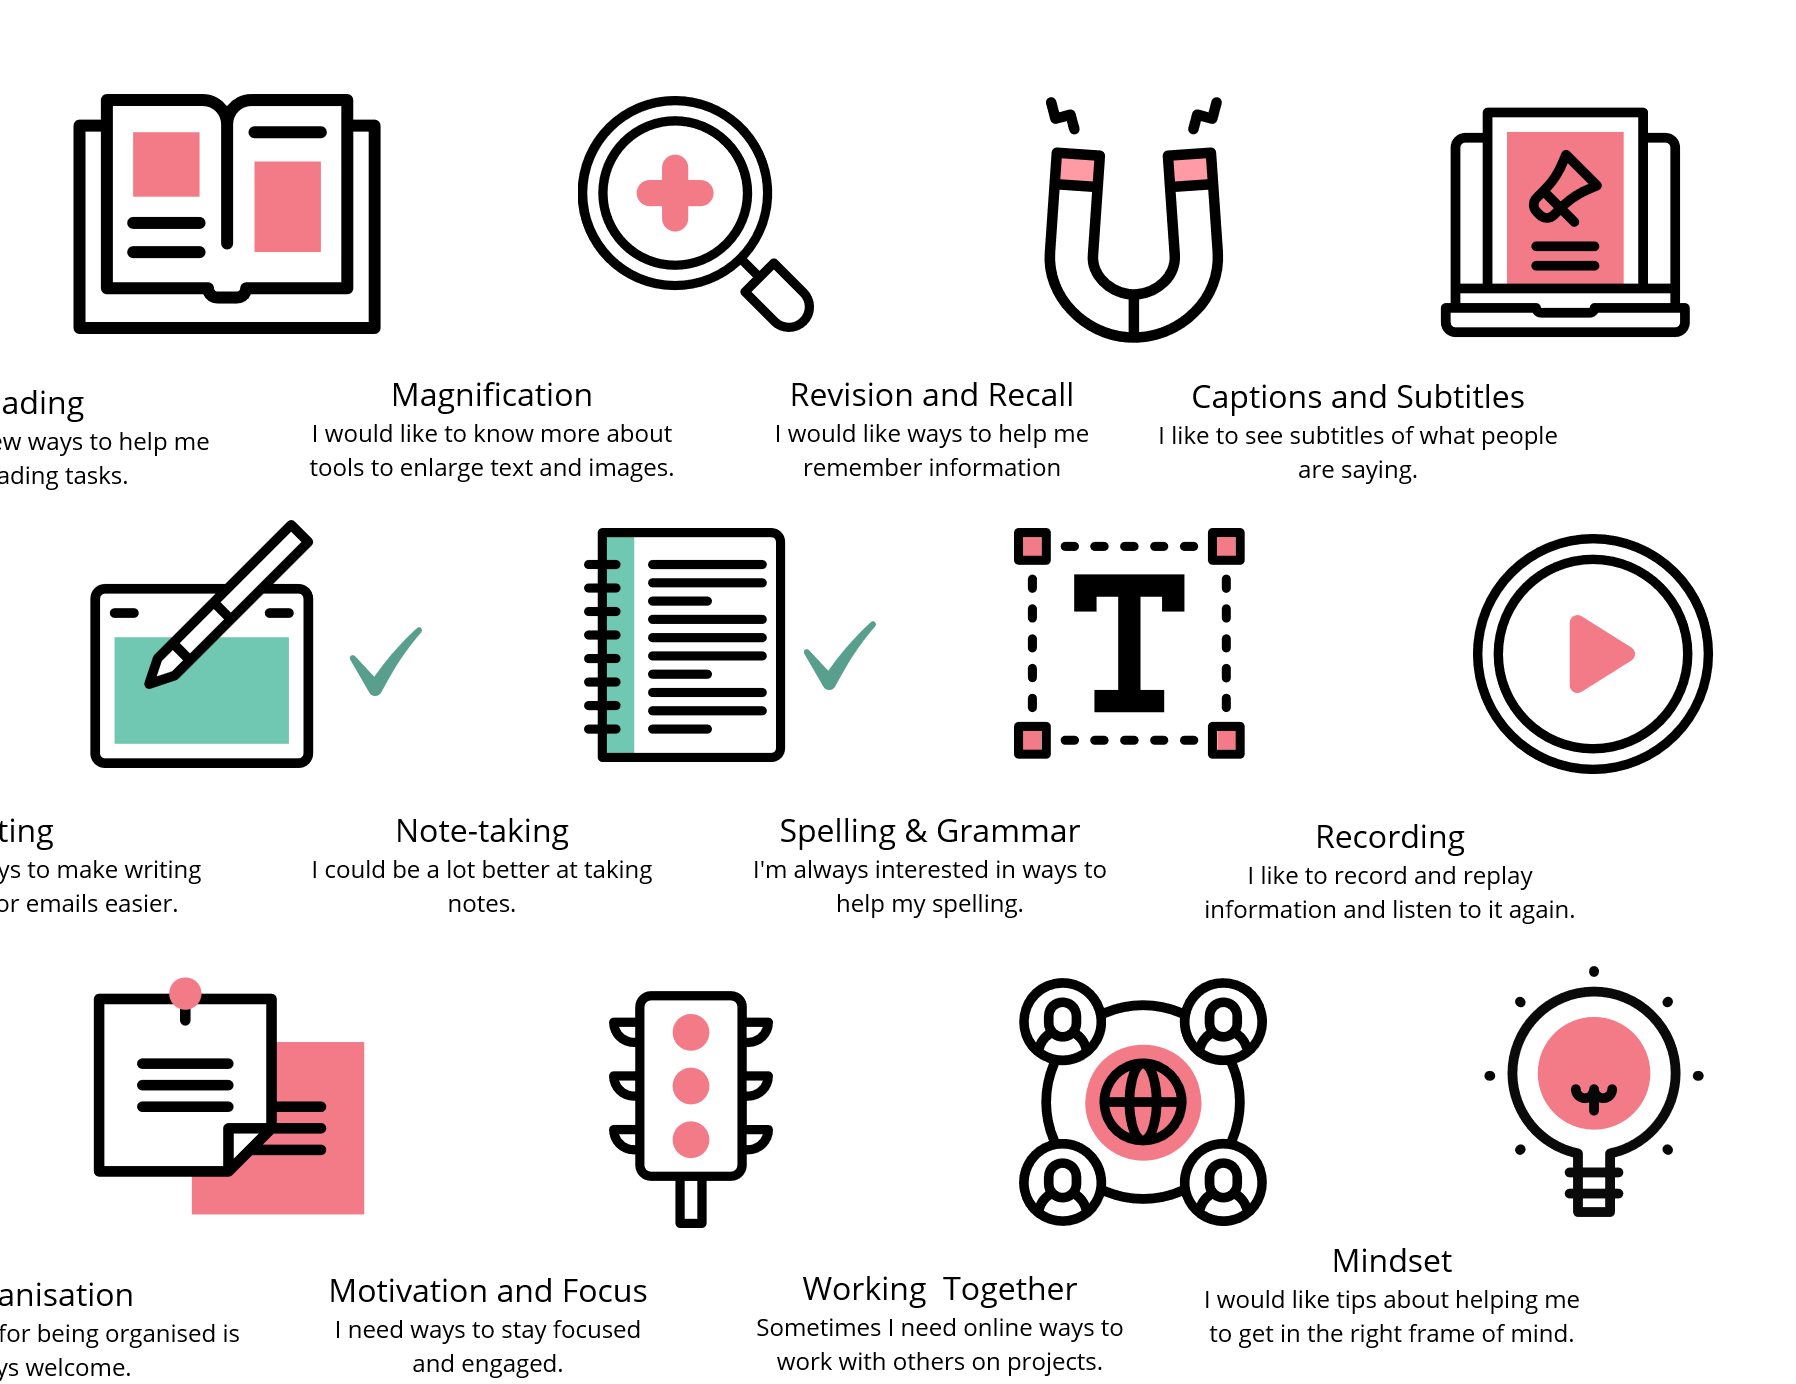 ading
ew ways to help me
ading tasks.
Magnification
I would like to know more about
tools to enlarge text and images.
Revision and Recall
I would like ways to help me
remember information
Captions and Subtitles
I like to see subtitles of what people
are saying.
ting
ys to make writing
or emails easier.
Note-taking
I could be a lot better at taking
notes.
T
Spelling & Grammar
I'm always interested in ways to
help my spelling.
Recording
I like to record and replay
information and listen to it again.
anisation
for being organised is
ys welcome.
Motivation and Focus
I need ways to stay focused
and engaged.
Working  Together
Sometimes I need online ways to
work with others on projects.
Mindset
I would like tips about helping me
to get in the right frame of mind.